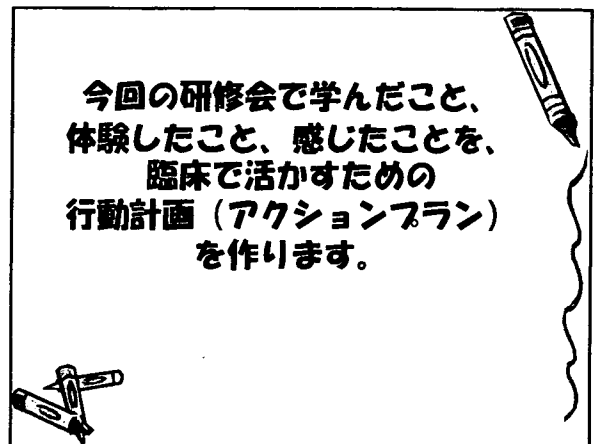 今回の研修会で学んだこと、
体験したこと、感じたことを、
臨床で活かすための
行動計画（アクションプラン）
を作ります。